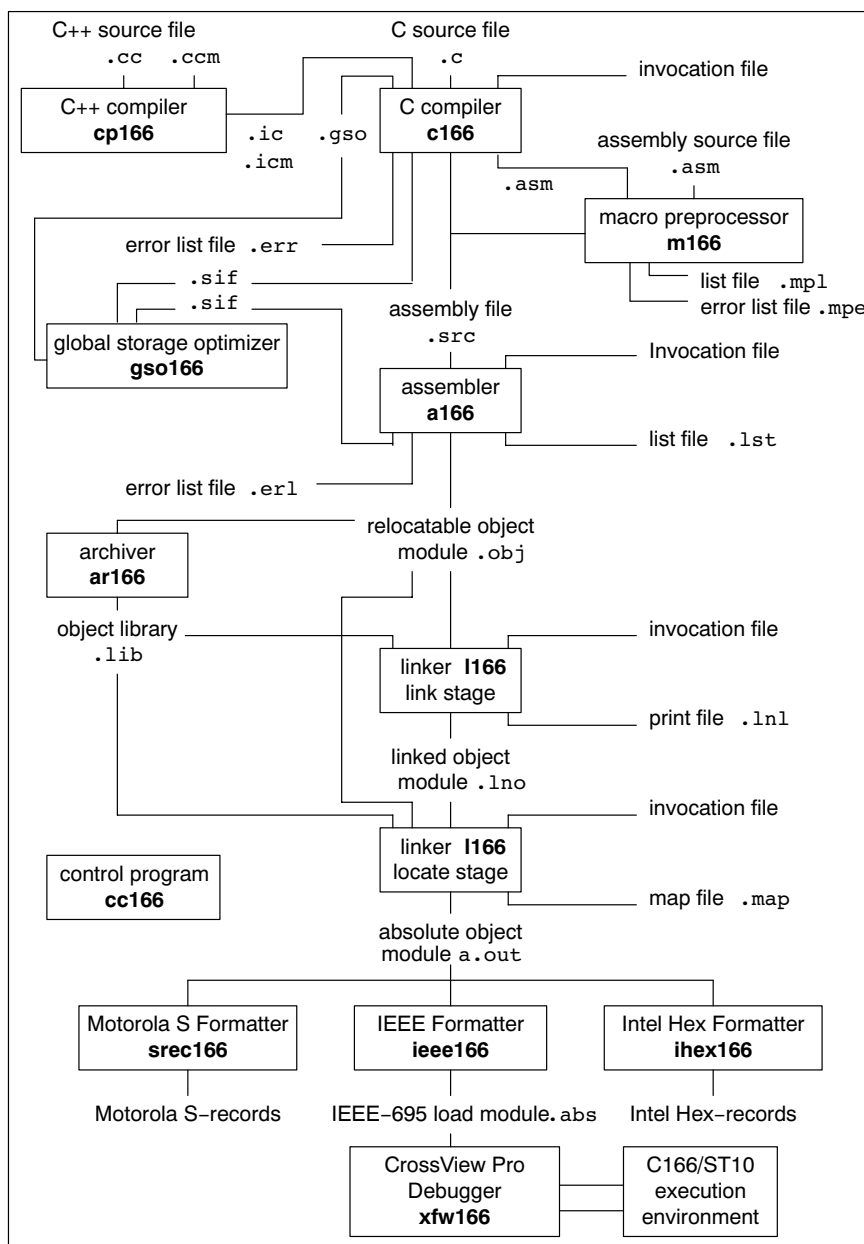 C++ source file
.cc .ccm
C source file
.c
invocation file
C++ compiler
cp166
.ic
.icm
.gso
C compiler
c166
.asm
assembly source file
.asm
macro preprocessor
m166
list file .mpl
error list file .mpe
error list file .err
.sif
.sif
global storage optimizer
gso166
assembly file
.src
Invocation file
assembler
a166
list file .lst
error list file .erl
relocatable object
module .obj
archiver
ar166
object library
.lib
invocation file
linker l166
link stage
print file .lnl
linked object
module .lno
invocation file
linker l166
locate stage
map file .map
control program
cc166
absolute object
module a.out
Motorola S Formatter
srec166
IEEE Formatter
ieee166
Intel Hex Formatter
ihex166
Motorola S-records
IEEE-695 load module.abs
Intel Hex-records
CrossView Pro
Debugger
xfw166
C166/ST10
execution
environment